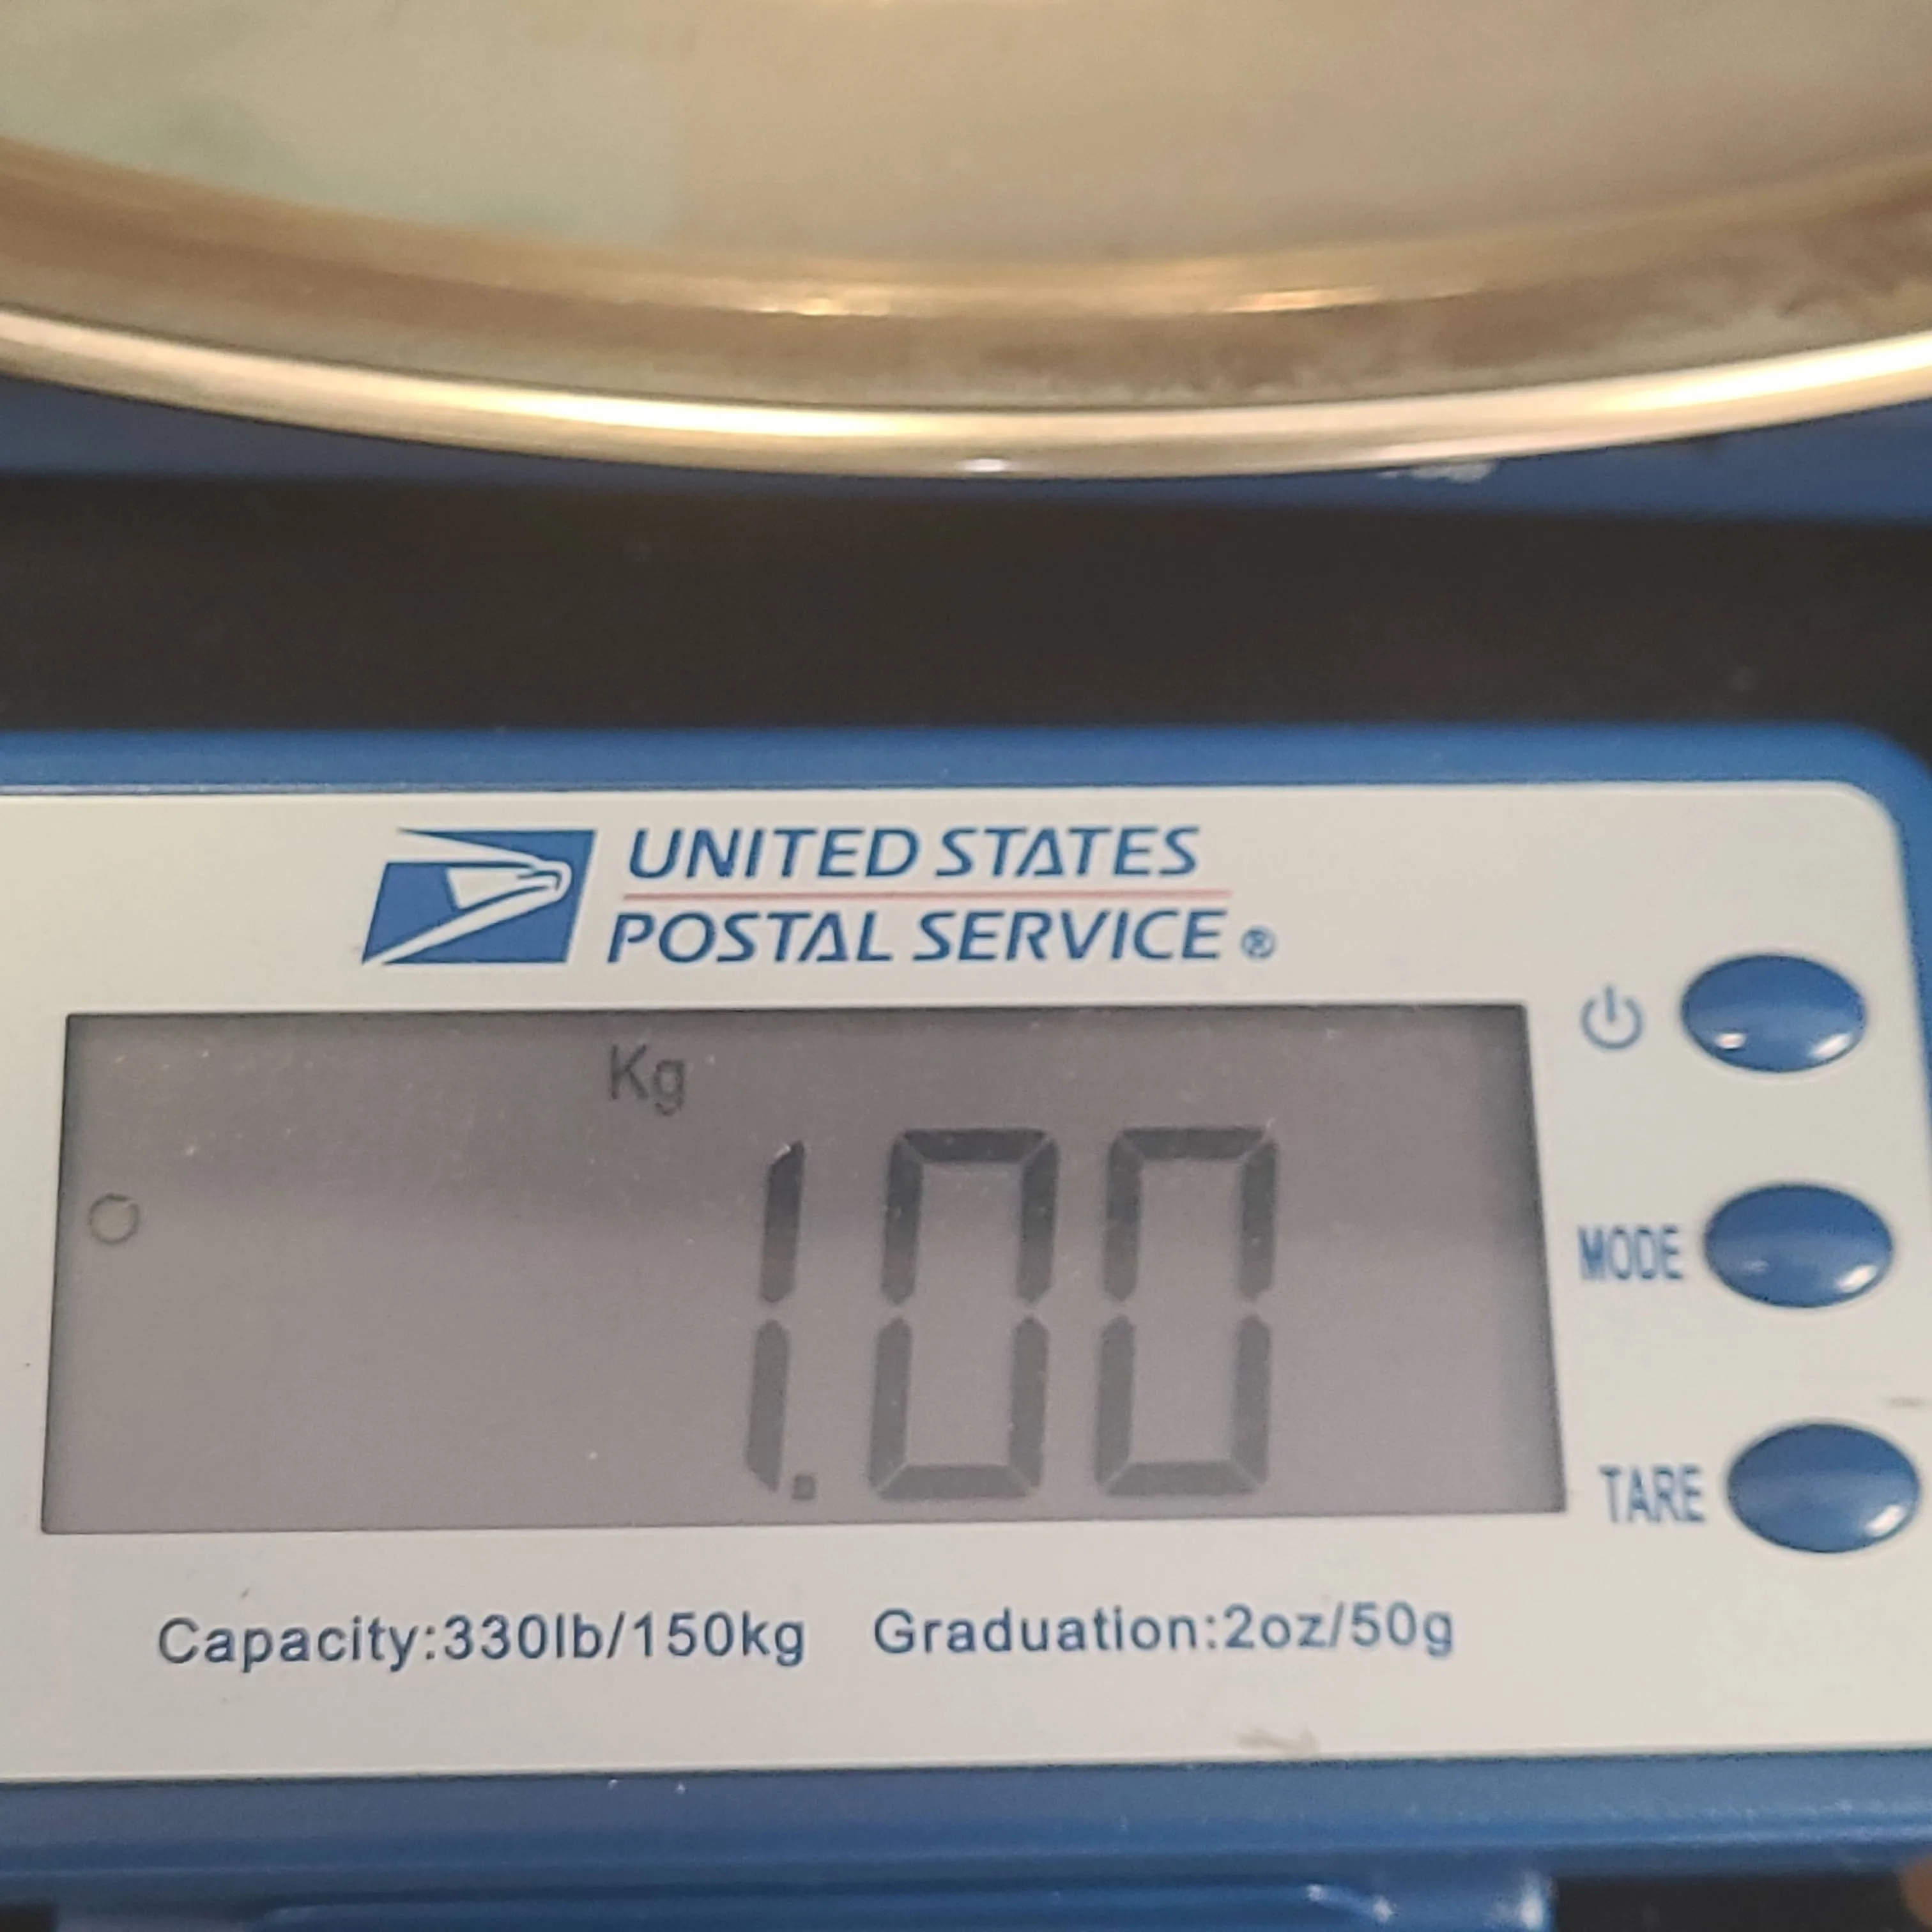 UNITED STATES
POSTAL SERVICE®
Kg
1.00
MODE
TARE
Capacity:330lb/150kg Graduation:2oz/50g